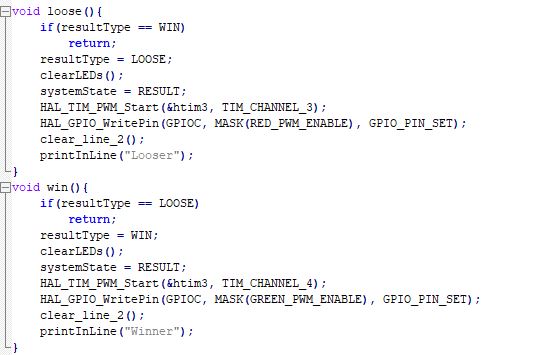 void loose(){
if(resultType == WIN)
return;
resultType = LOOSE;
clearLEDs();
systemState = RESULT;
HAL_TIM_PWM_Start(&htim3, TIM_CHANNEL_3);
HAL_GPIO_WritePin(GPIOC, MASK(RED_PWM_ENABLE), GPIO_PIN_SET);
clear_line_2();
printInLine("Looser");
}
void win(){
if(resultType == LOOSE)
return;
resultType = WIN;
clearLEDs();
systemState = RESULT;
HAL_TIM_PWM_Start(&htim3, TIM_CHANNEL_4);
HAL_GPIO_WritePin(GPIOC, MASK(GREEN_PWM_ENABLE), GPIO_PIN_SET);
clear_line_2();
printInLine("Winner");
}